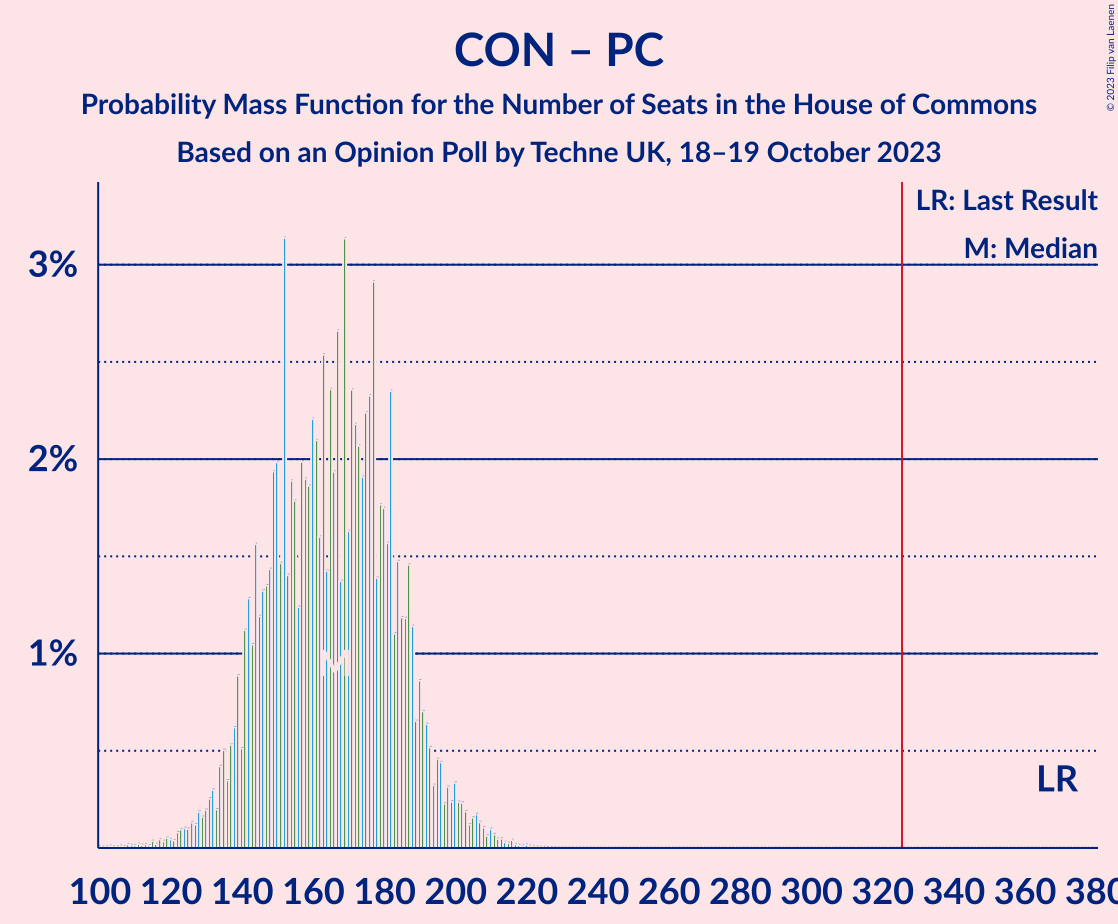 CON – PC
Probability Mass Function for the Number of Seats in the House of Commons
Based on an Opinion Poll by Techne UK, 18–19 October 2023
© 2023 Filip van Laenen
LR: Last Result
M: Median
3%
2%
1%
M
LR
100 120 140 160 180 200 220 240 260 280 300 320 340 360 380